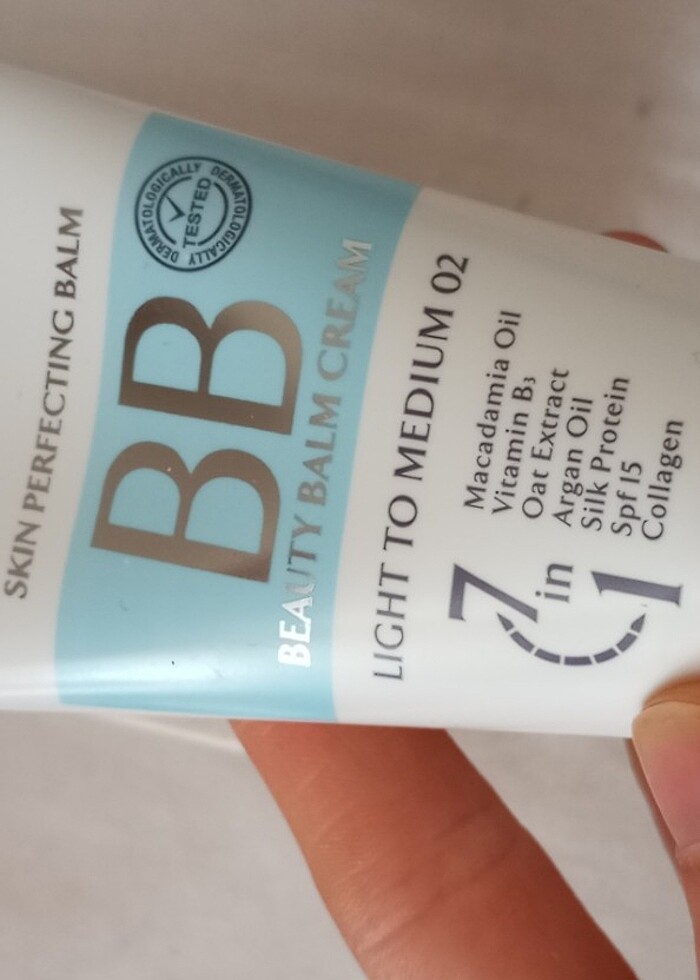 SKIN PERFECTING BALM
DERMATOLOGICALLY DERMATOLOGICALLY
TESTED
BB
BEAUTY BALM CREAM
LIGHT TO MEDIUM 02
7 in 1
Macadamia Oil
Vitamin B₃
Oat Extract
Argan Oil
Silk Protein
Spf 15
Collagen